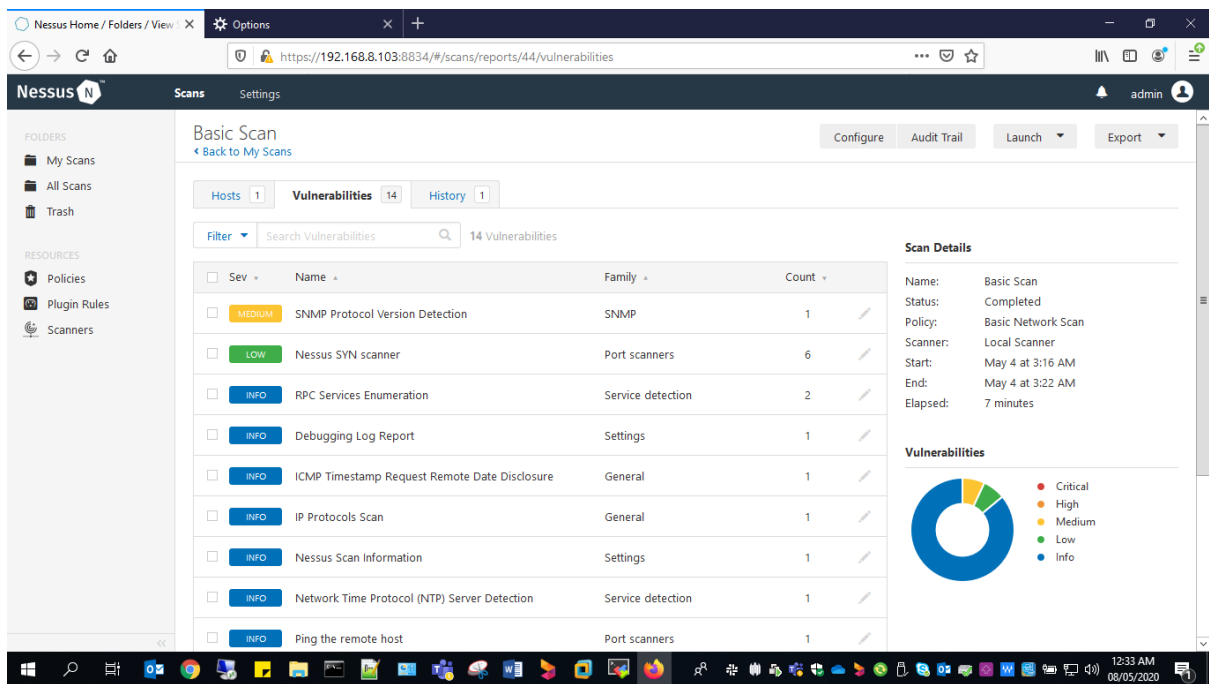 Nessus Home / Folders / View
Options
https://192.168.8.103:8834/#/scans/reports/44/vulnerabilities
Nessus N
Scans
Settings
admin
FOLDERS
My Scans
All Scans
Trash
RESOURCES
Policies
Plugin Rules
Scanners
Basic Scan
Back to My Scans
Configure
Audit Trail
Launch
Export
Hosts 1
Vulnerabilities 14
History 1
Filter
Search Vulnerabilities
14 Vulnerabilities
Sev Name Family Count
MEDIUM SNMP Protocol Version Detection SNMP 1
LOW Nessus SYN scanner Port scanners 6
INFO RPC Services Enumeration Service detection 2
INFO Debugging Log Report Settings 1
INFO ICMP Timestamp Request Remote Date Disclosure General 1
INFO IP Protocols Scan General 1
INFO Nessus Scan Information Settings 1
INFO Network Time Protocol (NTP) Server Detection Service detection 1
INFO Ping the remote host Port scanners 1
Scan Details
Name: Basic Scan
Status: Completed
Policy: Basic Network Scan
Scanner: Local Scanner
Start: May 4 at 3:16 AM
End: May 4 at 3:22 AM
Elapsed: 7 minutes
Vulnerabilities
Critical
High
Medium
Low
Info
12:33 AM
08/05/2020